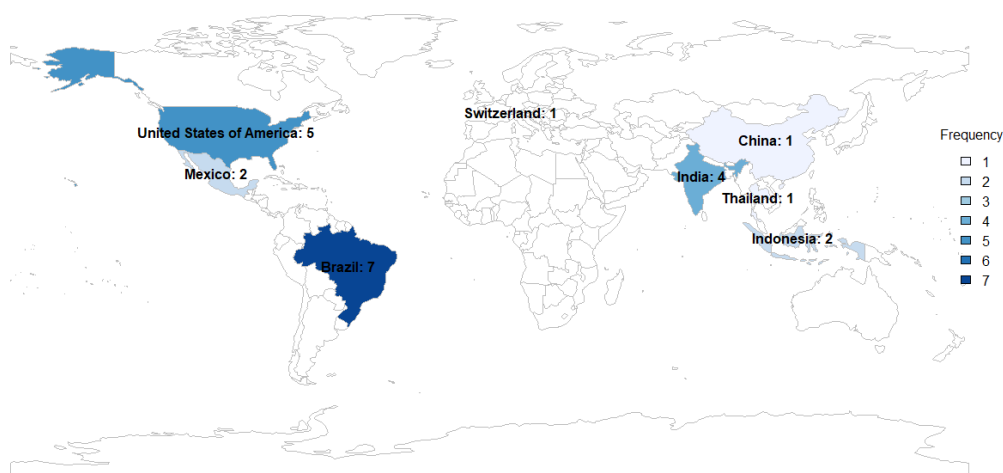 Switzerland: 1
United States of America: 5
China: 1
Mexico: 2
India: 4
Thailand: 1
Indonesia: 2
Brazil: 7
Frequency
1
2
3
4
5
6
7